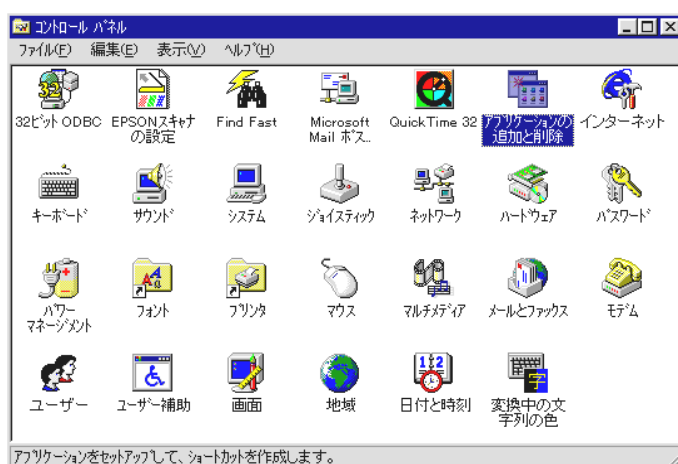 コントロール パネル
ファイル(F) 編集(E) 表示(V) ヘルプ(H)
32ビット ODBC
EPSONスキャナ
の設定
Find Fast
Microsoft
Mail ポス...
QuickTime 32
アプリケーションの
追加と削除
インターネット
キーボード
サウンド
システム
ジョイスティック
ネットワーク
ハードウェア
パスワード
パワー
マネージメント
フォント
プリンタ
マウス
マルチメディア
メールとファックス
モデム
ユーザー
ユーザー補助
画面
地域
日付と時刻
変換中の文
字列の色
アプリケーションをセットアップして、ショートカットを作成します。